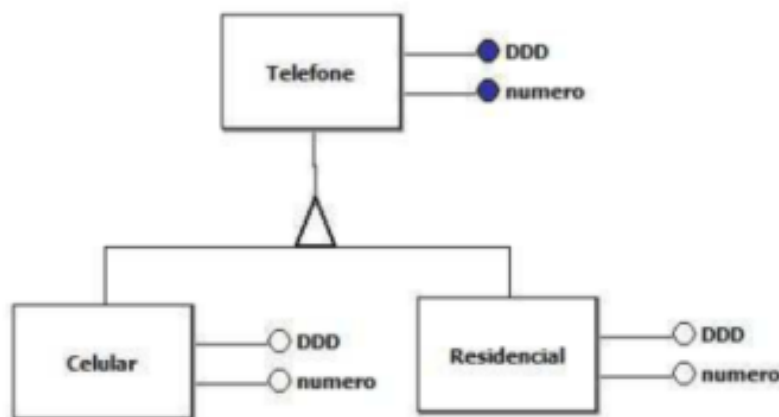 Telefone
DDD
numero
Celular
DDD
numero
Residencial
DDD
numero